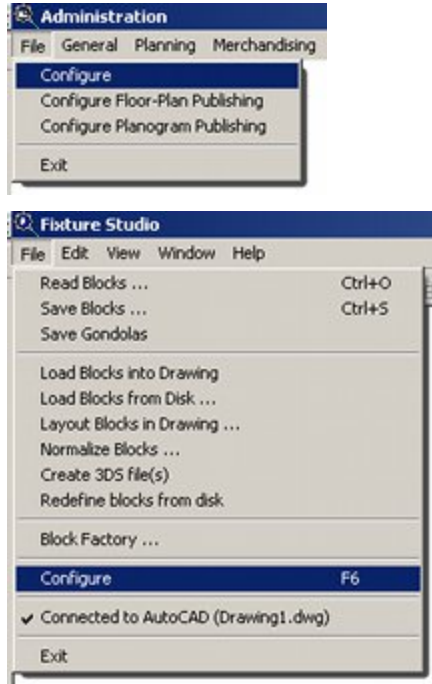 Administration
File General Planning Merchandising
Configure
Configure Floor-Plan Publishing
Configure Planogram Publishing
Exit
Fixture Studio
File Edit View Window Help
Read Blocks ... Ctrl+O
Save Blocks ... Ctrl+S
Save Gondolas
Load Blocks into Drawing
Load Blocks from Disk ...
Layout Blocks in Drawing ...
Normalize Blocks ...
Create 3DS file(s)
Redefine blocks from disk
Block Factory ...
Configure F6
Connected to AutoCAD (Drawing1.dwg)
Exit